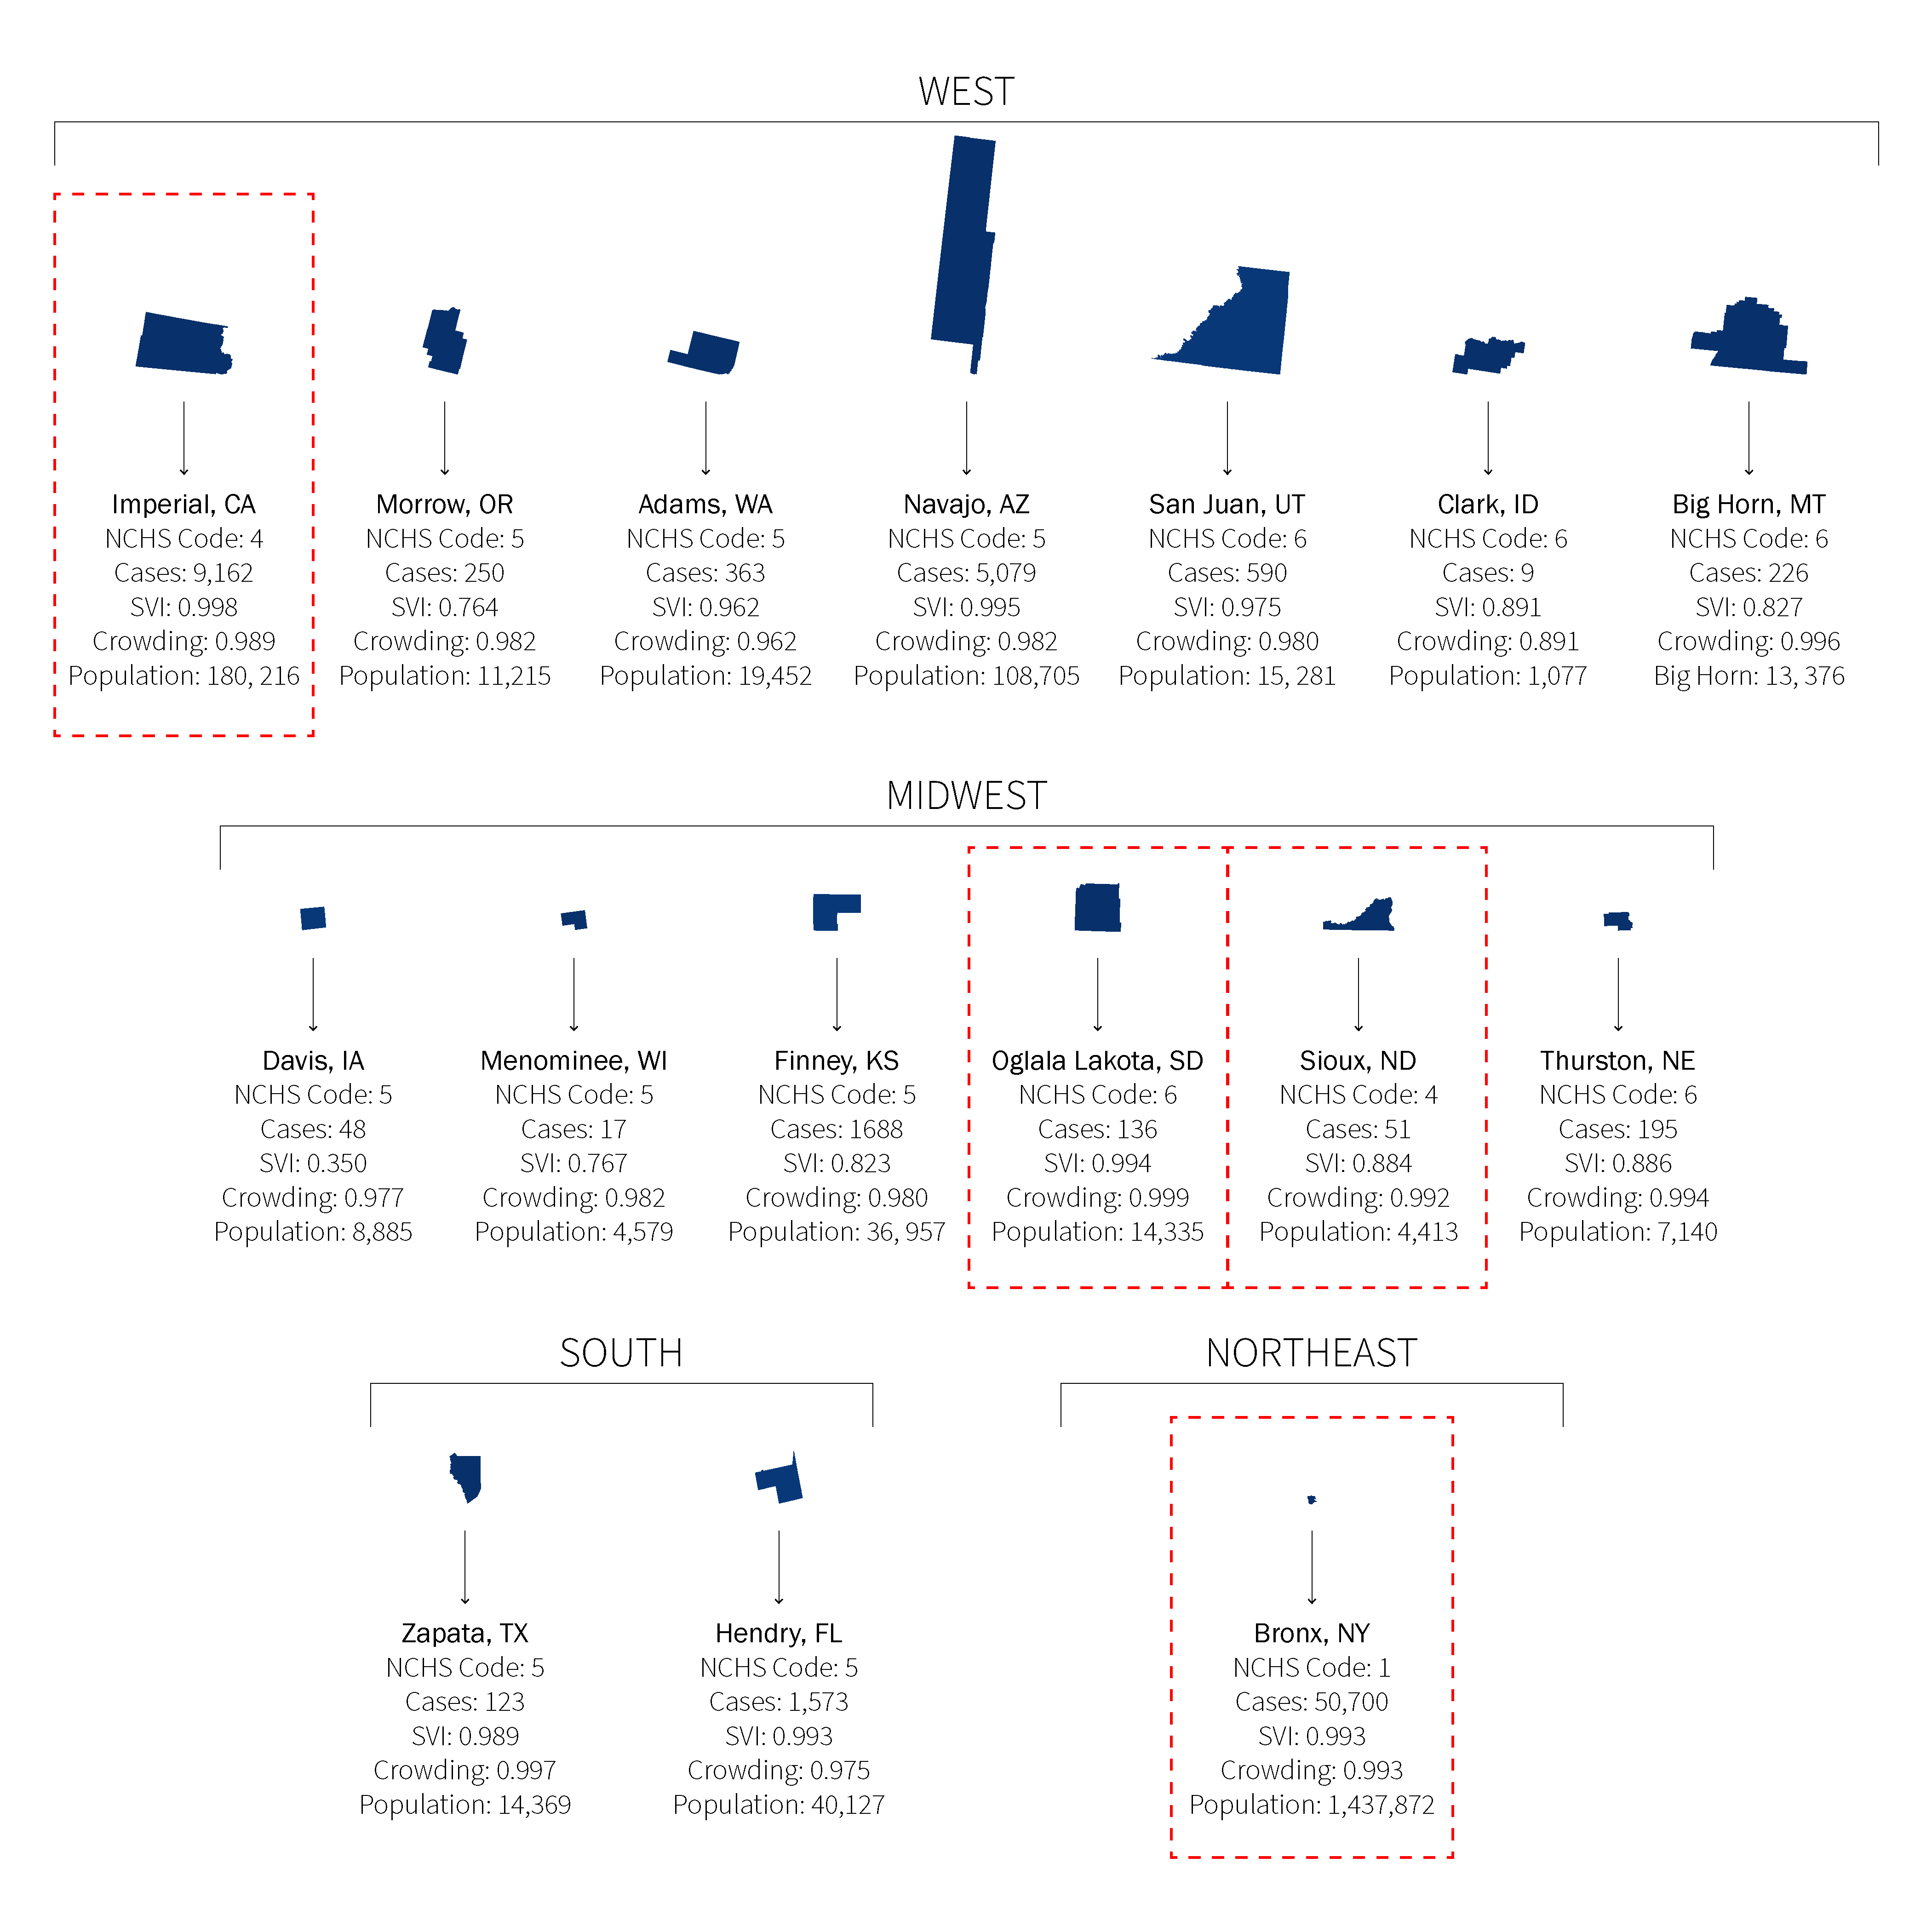 WEST
Imperial, CA
NCHS Code: 4
Cases: 9,162
SVI: 0.998
Crowding: 0.989
Population: 180, 216
Morrow, OR
NCHS Code: 5
Cases: 250
SVI: 0.764
Crowding: 0.982
Population: 11,215
Adams, WA
NCHS Code: 5
Cases: 363
SVI: 0.962
Crowding: 0.962
Population: 19,452
Navajo, AZ
NCHS Code: 5
Cases: 5,079
SVI: 0.995
Crowding: 0.982
Population: 108,705
San Juan, UT
NCHS Code: 6
Cases: 590
SVI: 0.975
Crowding: 0.980
Population: 15, 281
Clark, ID
NCHS Code: 6
Cases: 9
SVI: 0.891
Crowding: 0.891
Population: 1,077
Big Horn, MT
NCHS Code: 6
Cases: 226
SVI: 0.827
Crowding: 0.996
Big Horn: 13, 376
MIDWEST
Davis, IA
NCHS Code: 5
Cases: 48
SVI: 0.350
Crowding: 0.977
Population: 8,885
Menominee, WI
NCHS Code: 5
Cases: 17
SVI: 0.767
Crowding: 0.982
Population: 4,579
Finney, KS
NCHS Code: 5
Cases: 1688
SVI: 0.823
Crowding: 0.980
Population: 36, 957
Oglala Lakota, SD
NCHS Code: 6
Cases: 136
SVI: 0.994
Crowding: 0.999
Population: 14,335
Sioux, ND
NCHS Code: 4
Cases: 51
SVI: 0.884
Crowding: 0.992
Population: 4,413
Thurston, NE
NCHS Code: 6
Cases: 195
SVI: 0.886
Crowding: 0.994
Population: 7,140
SOUTH
Zapata, TX
NCHS Code: 5
Cases: 123
SVI: 0.989
Crowding: 0.997
Population: 14,369
Hendry, FL
NCHS Code: 5
Cases: 1,573
SVI: 0.993
Crowding: 0.975
Population: 40,127
NORTHEAST
Bronx, NY
NCHS Code: 1
Cases: 50,700
SVI: 0.993
Crowding: 0.993
Population: 1,437,872